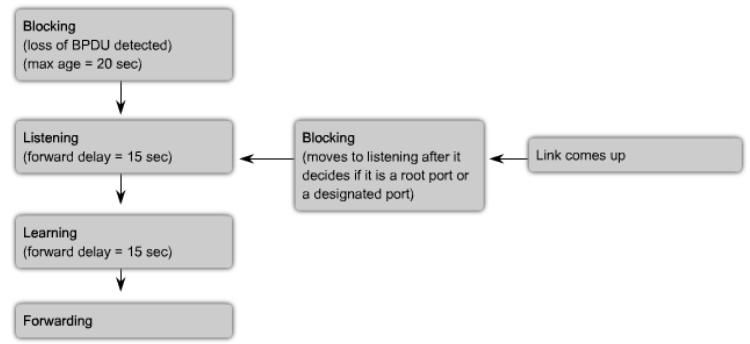 Blocking
(loss of BPDU detected)
(max age = 20 sec)
Listening
(forward delay = 15 sec)
Blocking
(moves to listening after it
decides if it is a root port or
a designated port)
Link comes up
Learning
(forward delay = 15 sec)
Forwarding